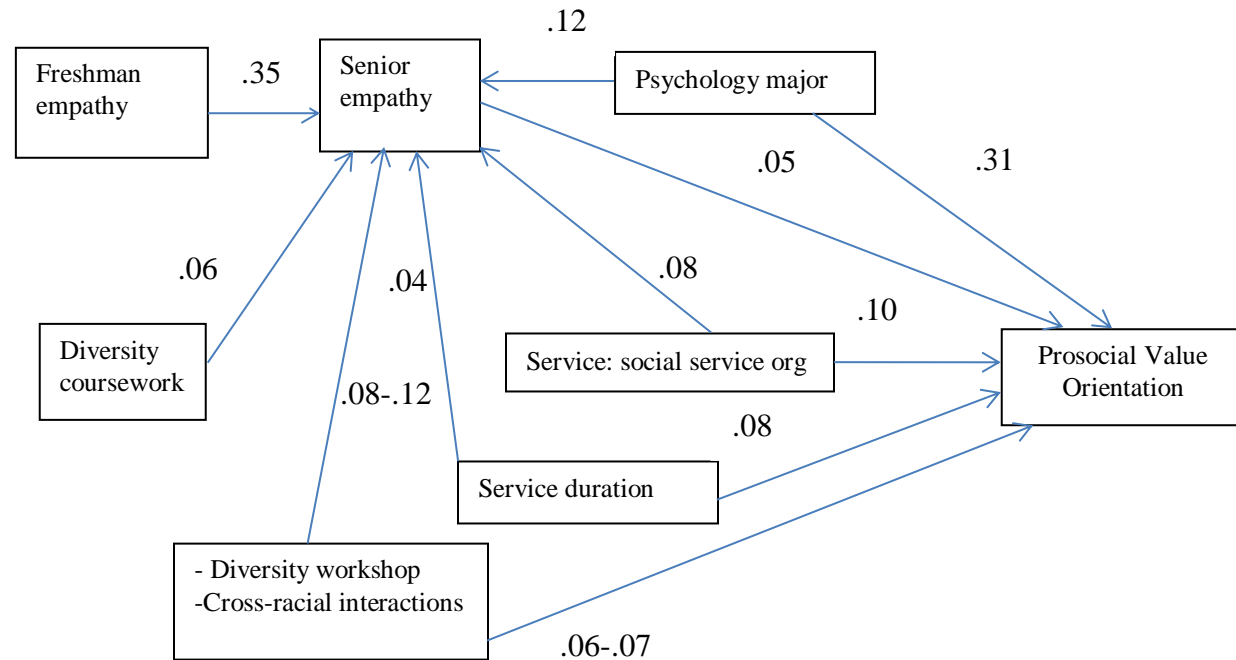 .12
Freshman
empathy
.35
Senior
empathy
Psychology major
.05
.31
.06
.04
.08
.10
Diversity
coursework
Service: social service org
Prosocial Value
Orientation
.08-.12
.08
Service duration
- Diversity workshop
-Cross-racial interactions
.06-.07